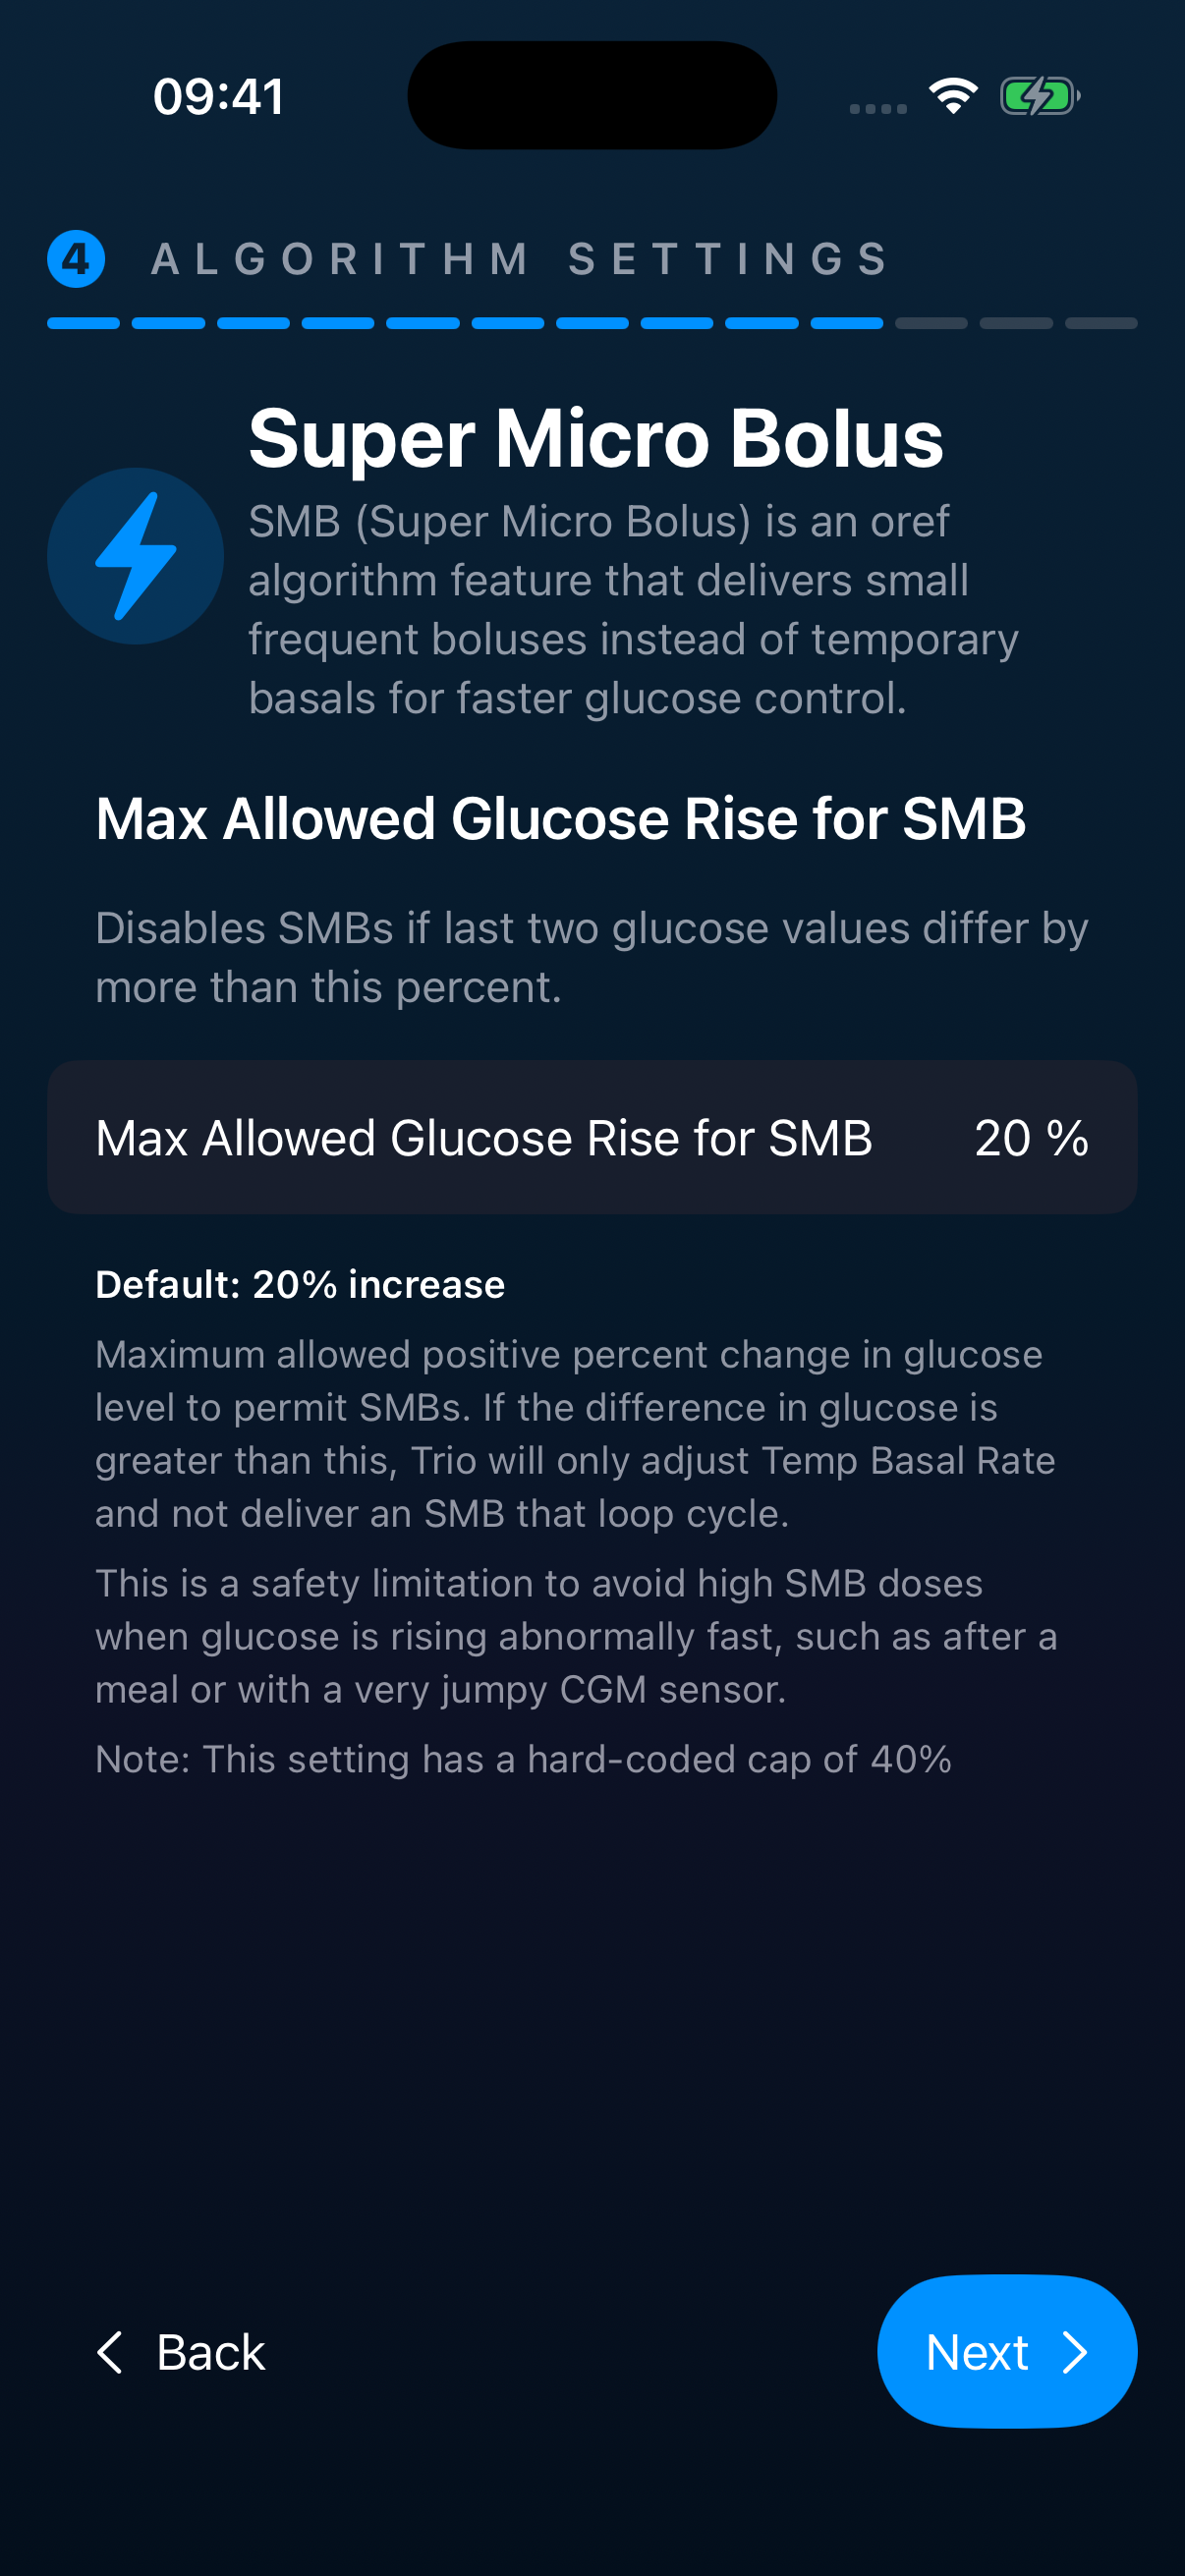 09:41
4 ALGORITHM SETTINGS
Super Micro Bolus
SMB (Super Micro Bolus) is an oref
algorithm feature that delivers small
frequent boluses instead of temporary
basals for faster glucose control.
Max Allowed Glucose Rise for SMB
Disables SMBs if last two glucose values differ by
more than this percent.
Max Allowed Glucose Rise for SMB 20 %
Default: 20% increase
Maximum allowed positive percent change in glucose
level to permit SMBs. If the difference in glucose is
greater than this, Trio will only adjust Temp Basal Rate
and not deliver an SMB that loop cycle.
This is a safety limitation to avoid high SMB doses
when glucose is rising abnormally fast, such as after a
meal or with a very jumpy CGM sensor.
Note: This setting has a hard-coded cap of 40%
Back
Next